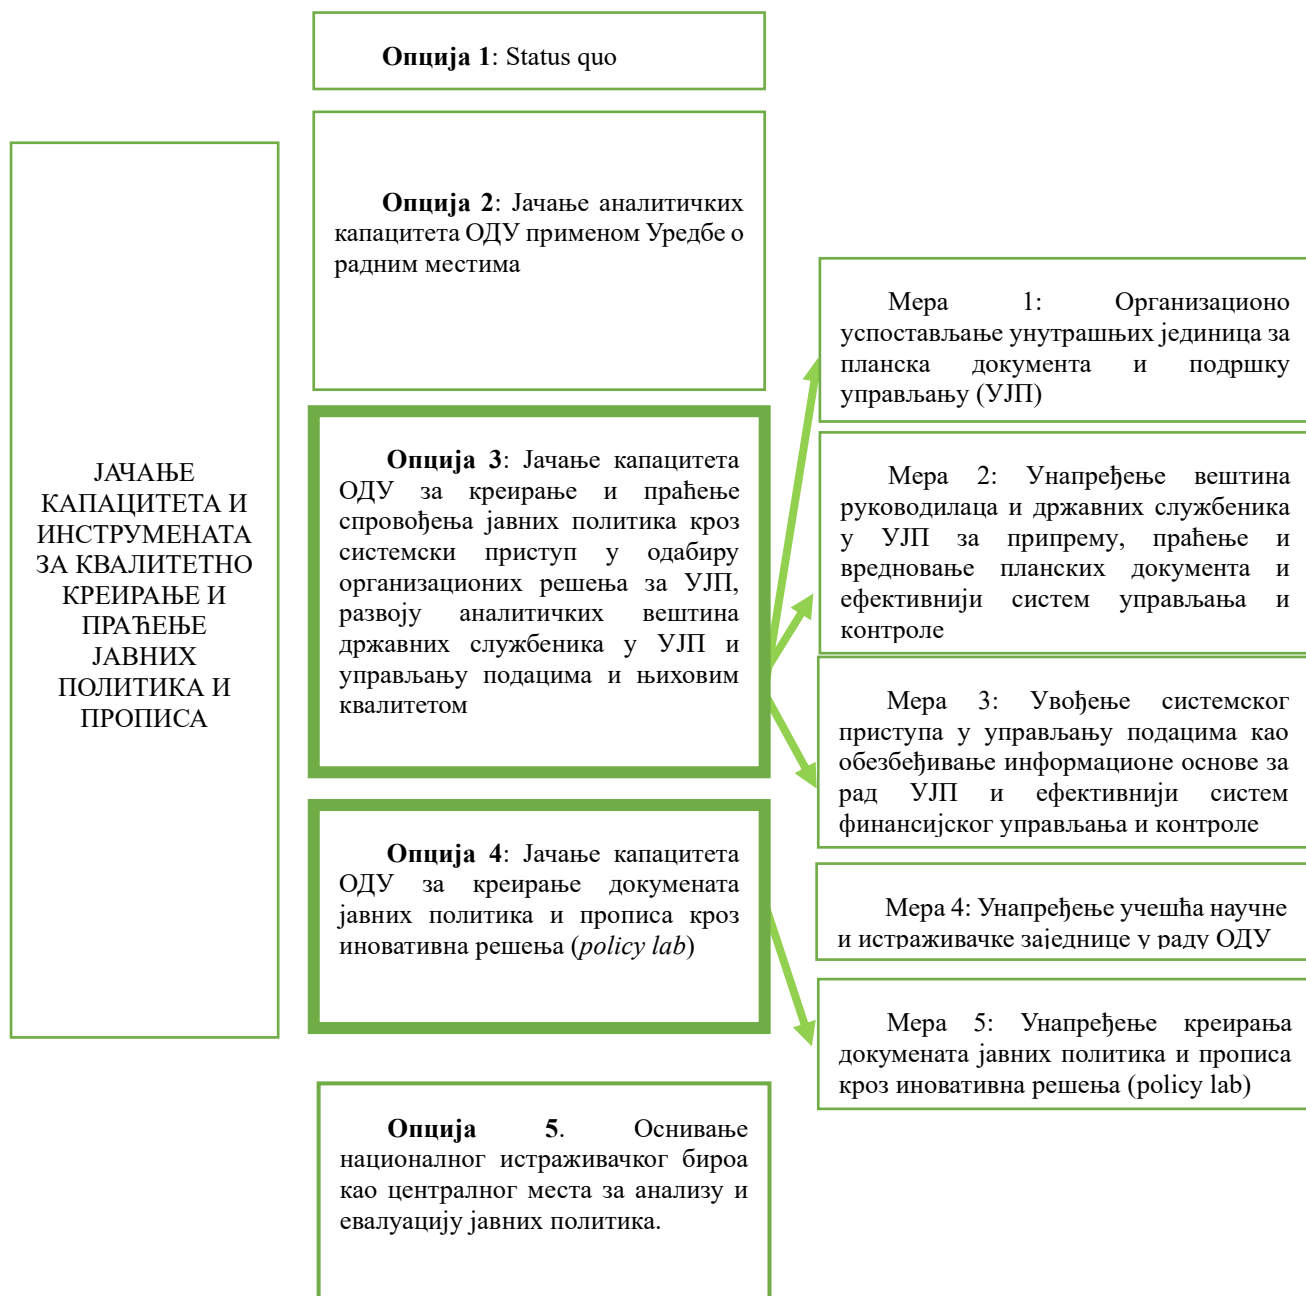 ЈАЧАЊЕ
КАПАЦИТЕТА И
ИНСТРУМЕНАТА
ЗА КВАЛИТЕТНО
КРЕИРАЊЕ И
ПРАЋЕЊЕ
ЈАВНИХ
ПОЛИТИКА И
ПРОПИСА
Опција 1: Status quo
Опција 2: Јачање аналитичких
капацитета ОДУ применом Уредбе о
радним местима
Опција 3: Јачање капацитета
ОДУ за креирање и праћење
спровођења јавних политика кроз
системски приступ у одабиру
организационих решења за УЈП,
развоју аналитичких вештина
државних службеника у УЈП и
управљању подацима и њиховим
квалитетом
Опција 4: Јачање капацитета
ОДУ за креирање докумената
јавних политика и прописа кроз
иновативна решења (policy lab)
Опција 5. Оснивање
националног истраживачког бироа
као централног места за анализу и
евалуацију јавних политика.
Мера 1: Организационо
успостављање унутрашњих јединица за
планска документа и подршку
управљању (УЈП)
Мера 2: Унапређење вештина
руководилаца и државних службеника
у УЈП за припрему, праћење и
вредновање планских документа и
ефективнији систем управљања и
контроле
Мера 3: Увођење системског
приступа у управљању подацима као
обезбеђивање информационе основе за
рад УЈП и ефективнији систем
финансијског управљања и контроле
Мера 4: Унапређење учешћа научне
и истраживачке заједнице у раду ОДУ
Мера 5: Унапређење креирања
докумената јавних политика и прописа
кроз иновативна решења (policy lab)